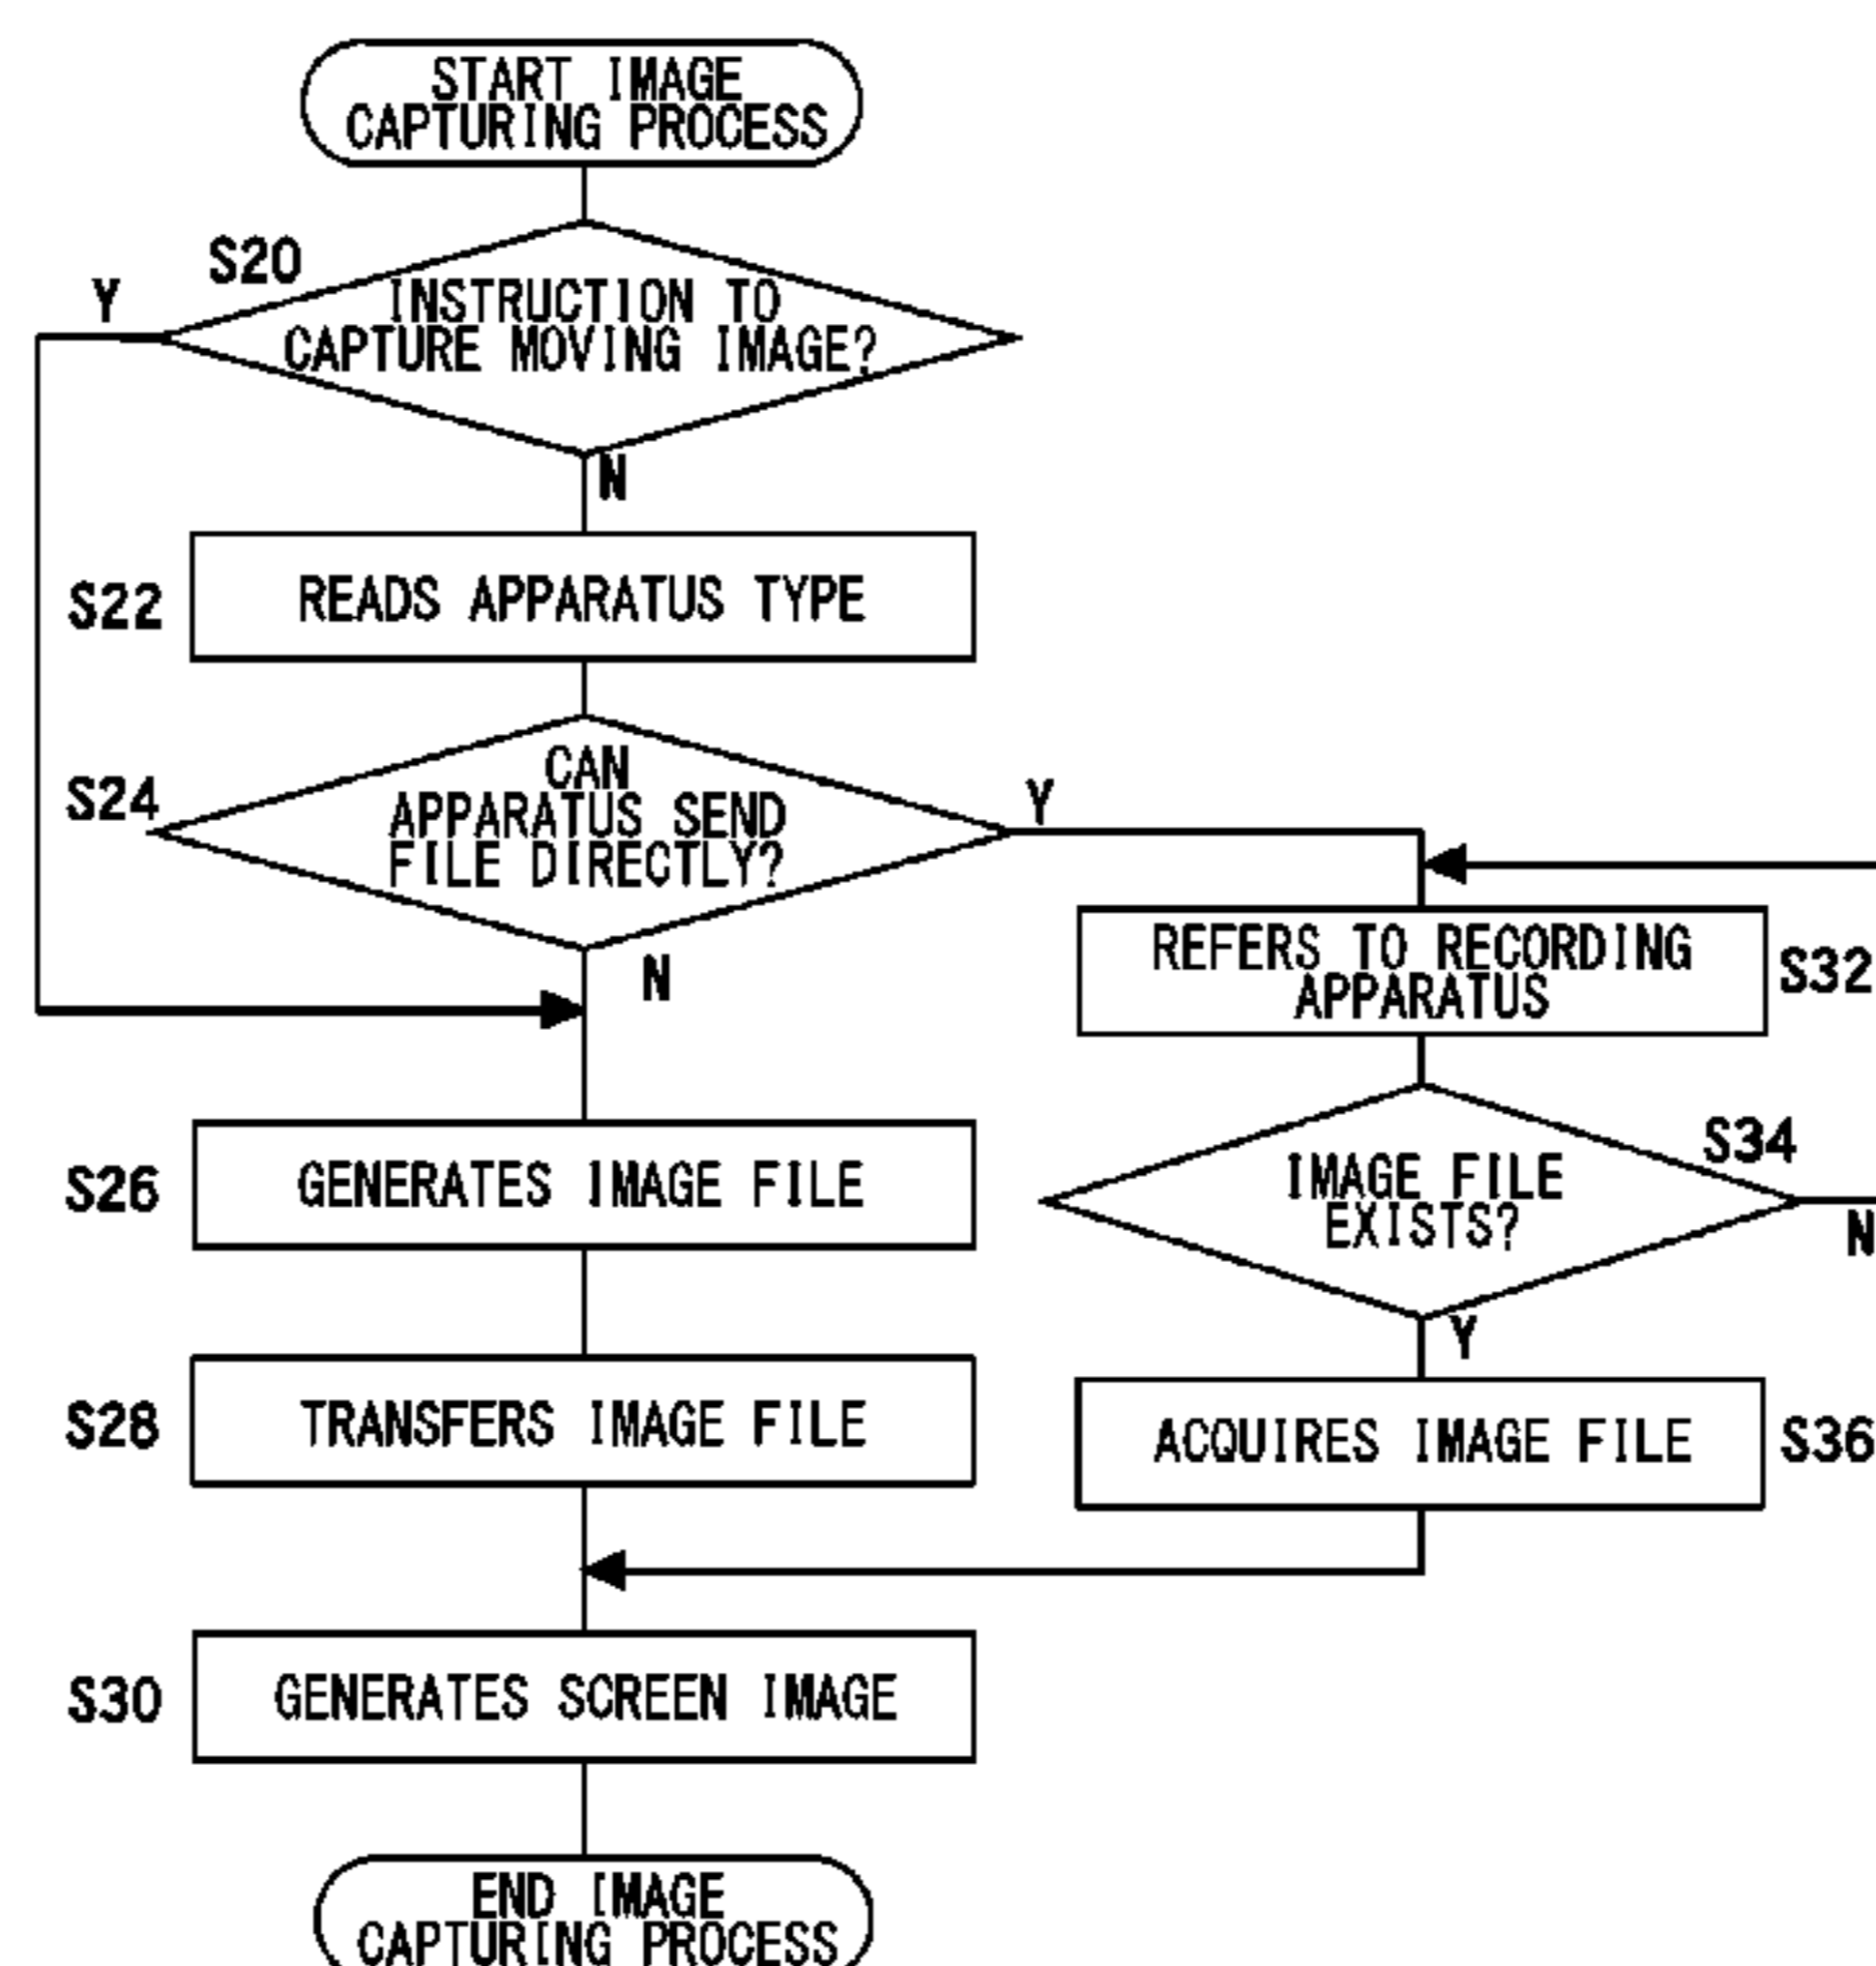 START IMAGE
CAPTURING PROCESS
S20
Y
INSTRUCTION TO
CAPTURE MOVING IMAGE?
N
S22
READS APPARATUS TYPE
S24
CAN
APPARATUS SEND
FILE DIRECTLY?
Y
N
REFERS TO RECORDING
APPARATUS
S32
S26
GENERATES IMAGE FILE
S34
IMAGE FILE
EXISTS?
N
Y
S28
TRANSFERS IMAGE FILE
ACQUIRES IMAGE FILE
S36
S30
GENERATES SCREEN IMAGE
END IMAGE
CAPTURING PROCESS